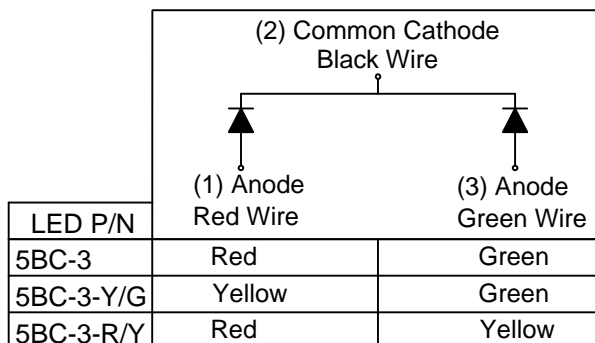 (2) Common Cathode
Black Wire
(1) Anode
Red Wire
(3) Anode
Green Wire
LED P/N
5BC-3 Red Green
5BC-3-Y/G Yellow Green
5BC-3-R/Y Red Yellow